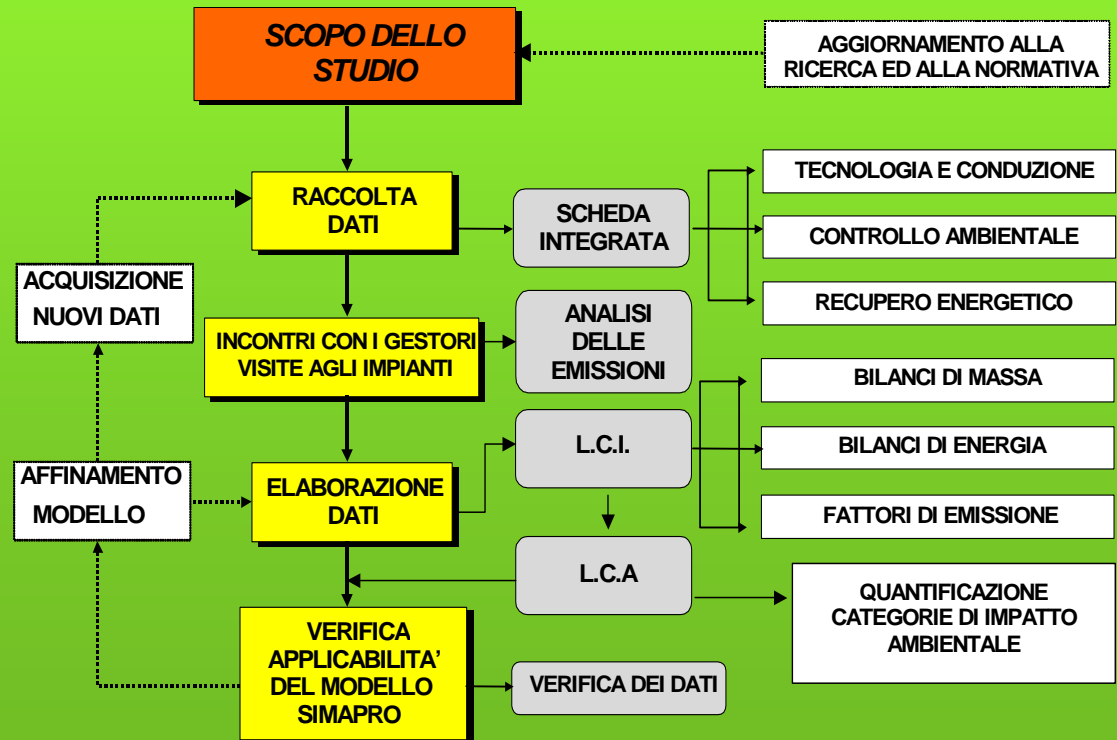 SCOPO DELLO
STUDIO
AGGIORNAMENTO ALLA
RICERCA ED ALLA NORMATIVA
RACCOLTA
DATI
SCHEDA
INTEGRATA
TECNOLOGIA E CONDUZIONE
CONTROLLO AMBIENTALE
RECUPERO ENERGETICO
ACQUISIZIONE
NUOVI DATI
INCONTRI CON I GESTORI
VISITE AGLI IMPIANTI
ANALISI
DELLE
EMISSIONI
BILANCI DI MASSA
BILANCI DI ENERGIA
FATTORI DI EMISSIONE
L.C.I.
AFFINAMENTO
MODELLO
ELABORAZIONE
DATI
L.C.A
QUANTIFICAZIONE
CATEGORIE DI IMPATTO
AMBIENTALE
VERIFICA
APPLICABILITA’
DEL MODELLO
SIMAPRO
VERIFICA DEI DATI